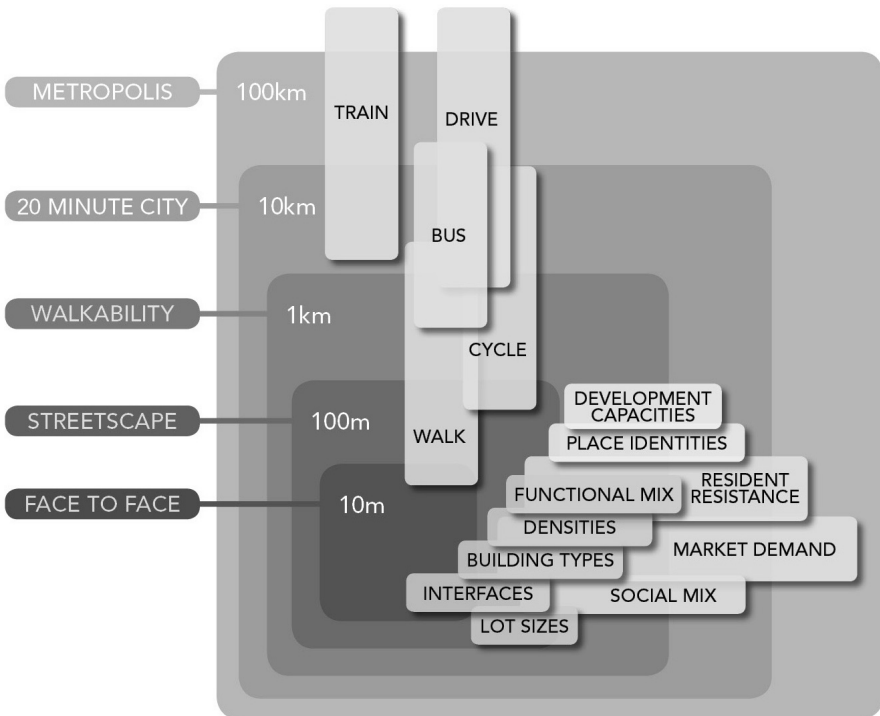 METROPOLIS
100km
TRAIN
DRIVE
20 MINUTE CITY
10km
BUS
WALKABILITY
1km
CYCLE
STREETSCAPE
100m
WALK
DEVELOPMENT
CAPACITIES
PLACE IDENTITIES
RESIDENT
RESISTANCE
FUNCTIONAL MIX
FACE TO FACE
10m
DENSITIES
MARKET DEMAND
BUILDING TYPES
INTERFACES
SOCIAL MIX
LOT SIZES